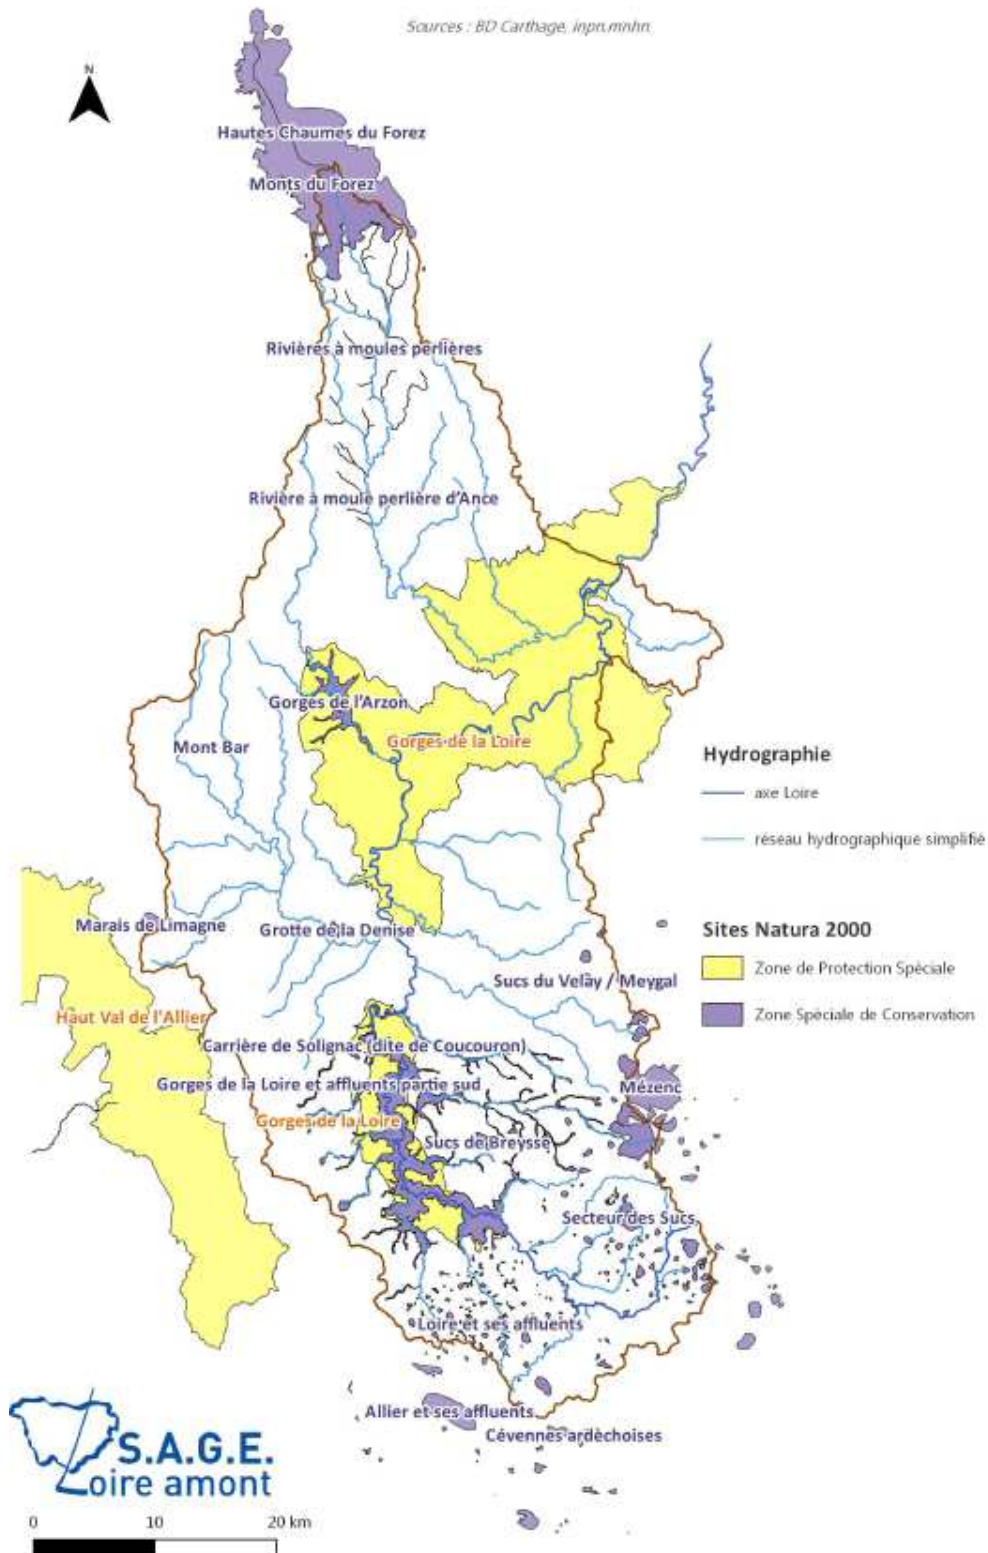 Sources : BD Carthage, inpn.mnhn
N
Hautes Chaumes du Forez
Monts du Forez
Rivières à moules perlières
Rivière à moule perlière d'Ance
Gorges de l'Arzon
Mont Bar
Gorges de la Loire
Hydrographie
axe Loire
réseau hydrographique simplifié
Marais de Limagne
Grotte de la Denise
Sites Natura 2000
Zone de Protection Spéciale
Sucs du Velay / Meygal
Haut Val de l'Allier
Zone Spéciale de Conservation
Carrière de Solignac (dite de Coucouron)
Gorges de la Loire et affluents partie sud
Mézenc
Gorges de la Loire
Sucs de Breysse
Secteur des Sucs
Loire et ses affluents
Allier et ses affluents
Cévennes ardèchoises
S.A.G.E.
Loire amont
0 10 20 km